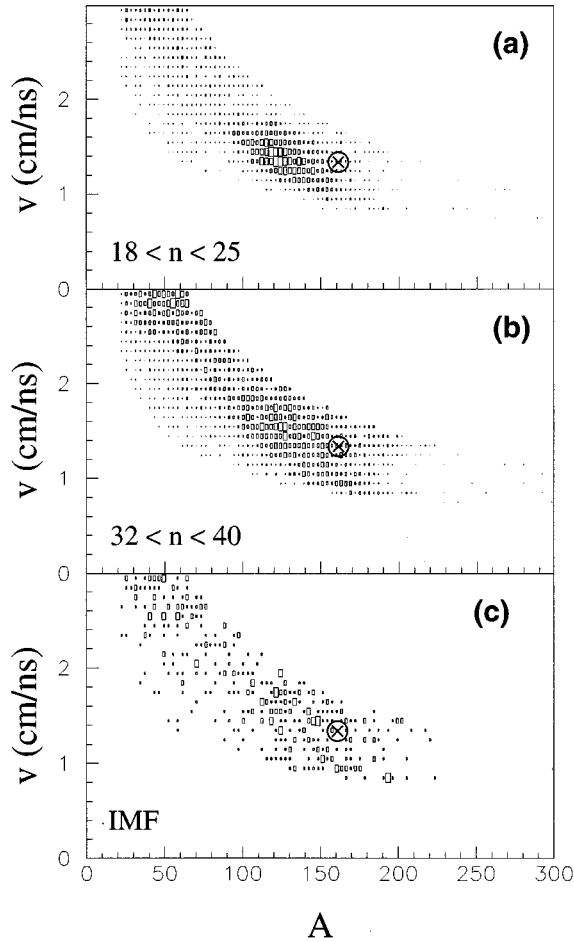 (a)
v (cm/ns)
2
1
0
18 < n < 25
(b)
v (cm/ns)
2
1
0
32 < n < 40
(c)
v (cm/ns)
2
1
0
IMF
0 50 100 150 200 250 300
A